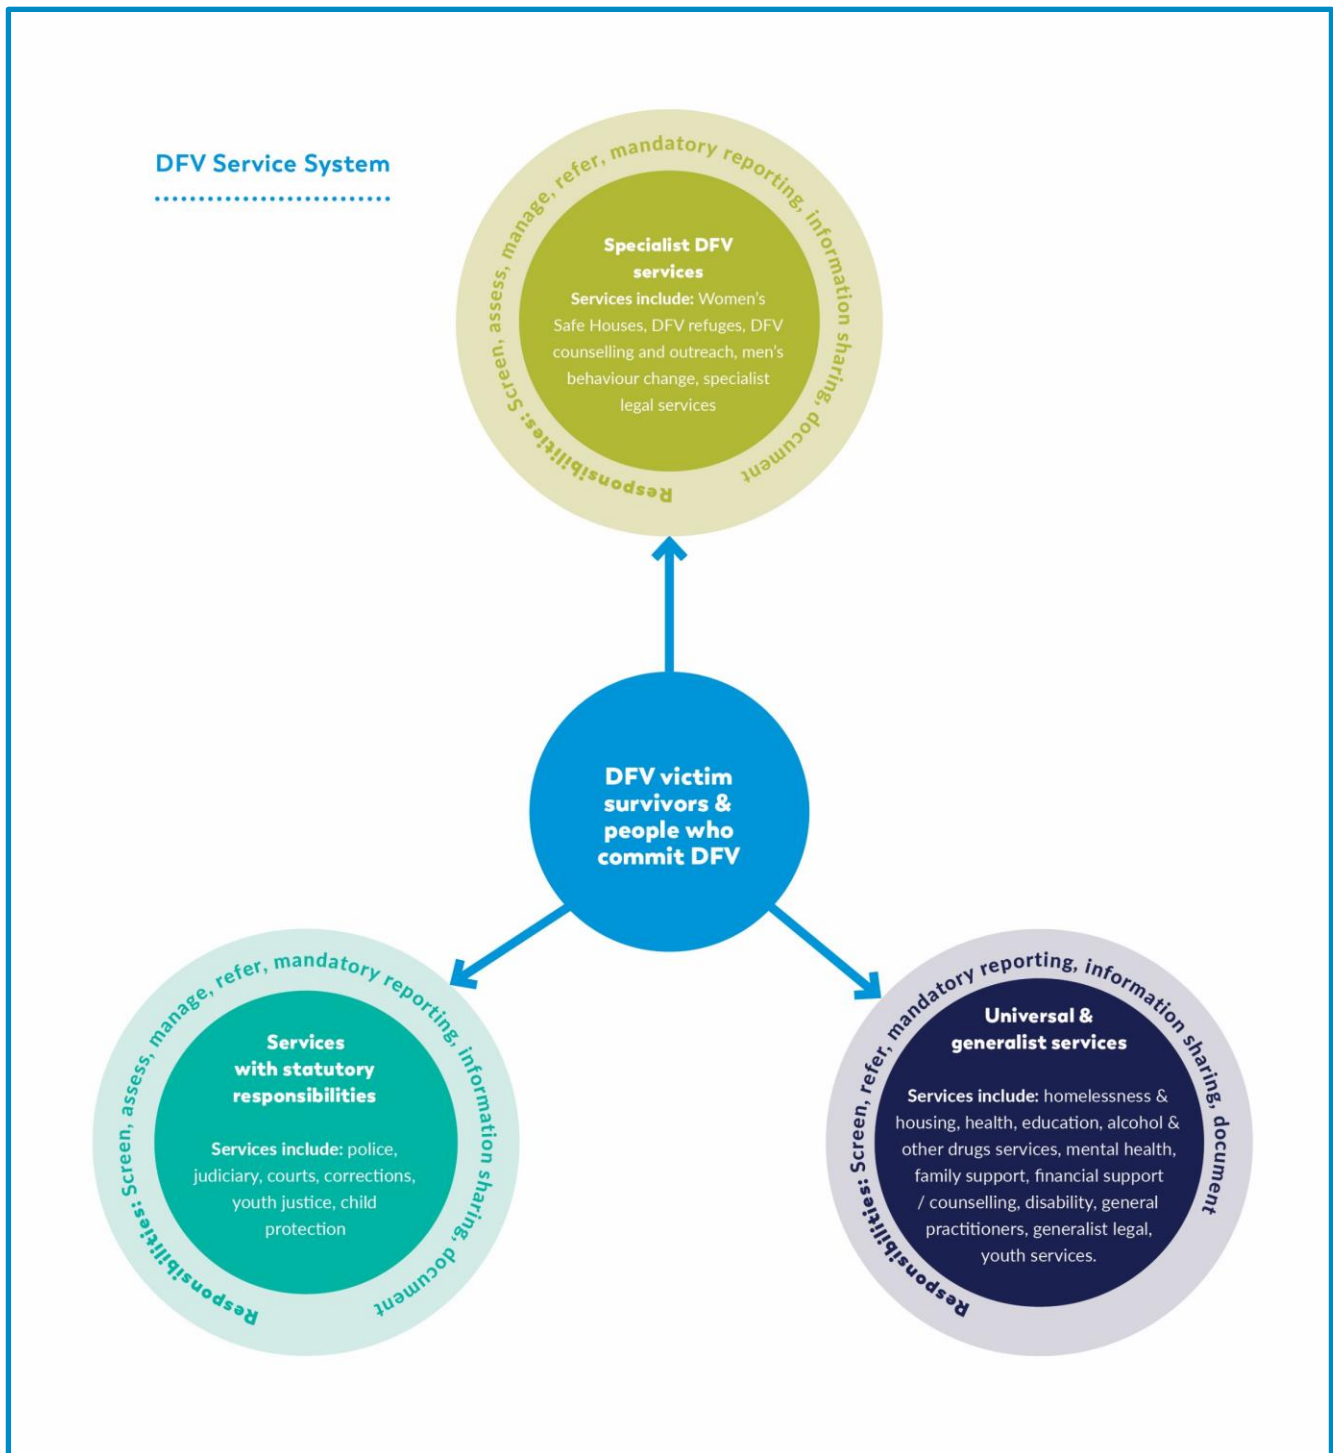 DFV Service System
Responsibilities: Screen, assess, manage, refer, mandatory reporting, information sharing, document
Specialist DFV
services
Services include: Women's
Safe Houses, DFV refuges, DFV
counselling and outreach, men's
behaviour change, specialist
legal services
DFV victim
survivors &
people who
commit DFV
Responsibilities: Screen, assess, manage, refer, mandatory reporting, information sharing, document
Services
with statutory
responsibilities
Services include: police,
judiciary, courts, corrections,
youth justice, child
protection
Responsibilities: Screen, refer, mandatory reporting, information sharing, document
Universal &
generalist services
Services include: homelessness &
housing, health, education, alcohol &
other drugs services, mental health,
family support, financial support
/ counselling, disability, general
practitioners, generalist legal,
youth services.